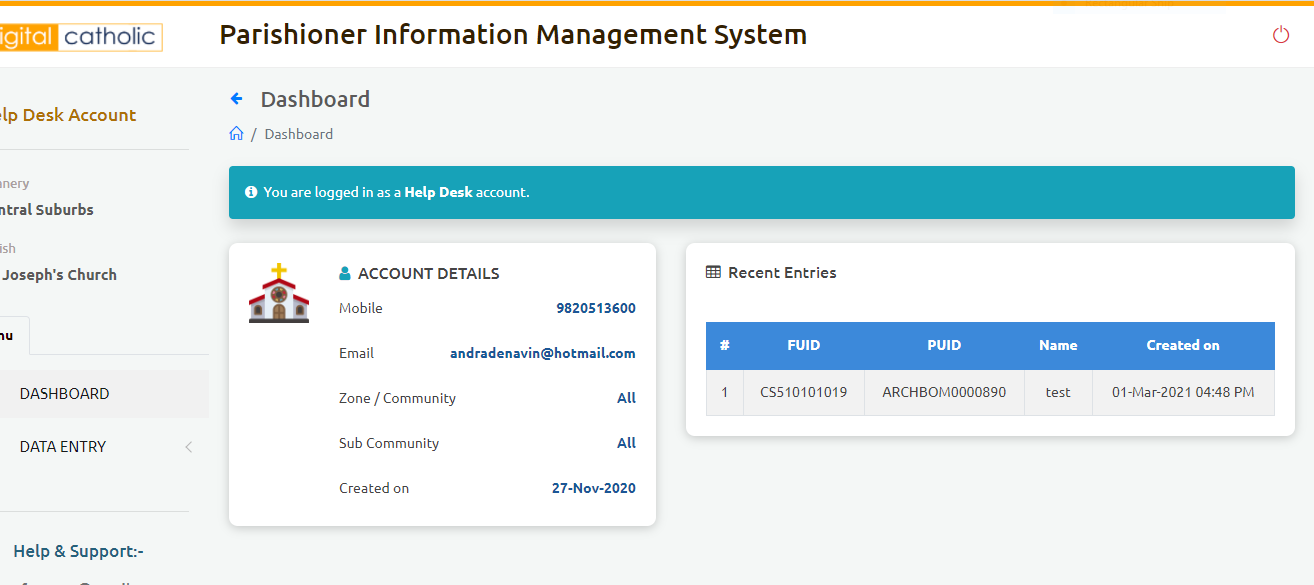 igital catholic
Parishioner Information Management System
Dashboard
/ Dashboard
lp Desk Account
You are logged in as a Help Desk account.
nery
ntral Suburbs
ish
Joseph's Church
nu
DASHBOARD
DATA ENTRY
Help & Support:-
ACCOUNT DETAILS
Mobile 9820513600
Email andradenavin@hotmail.com
Zone / Community All
Sub Community All
Created on 27-Nov-2020
Recent Entries
# FUID PUID Name Created on
1 CS510101019 ARCHBOM0000890 test 01-Mar-2021 04:48 PM